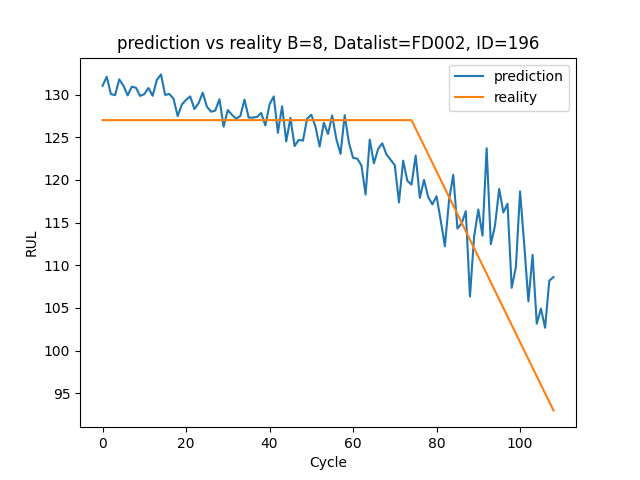 prediction vs reality B=8, Datalist=FD002, ID=196
prediction
reality
RUL
130
125
120
115
110
105
100
95
0 20 40 60 80 100
Cycle